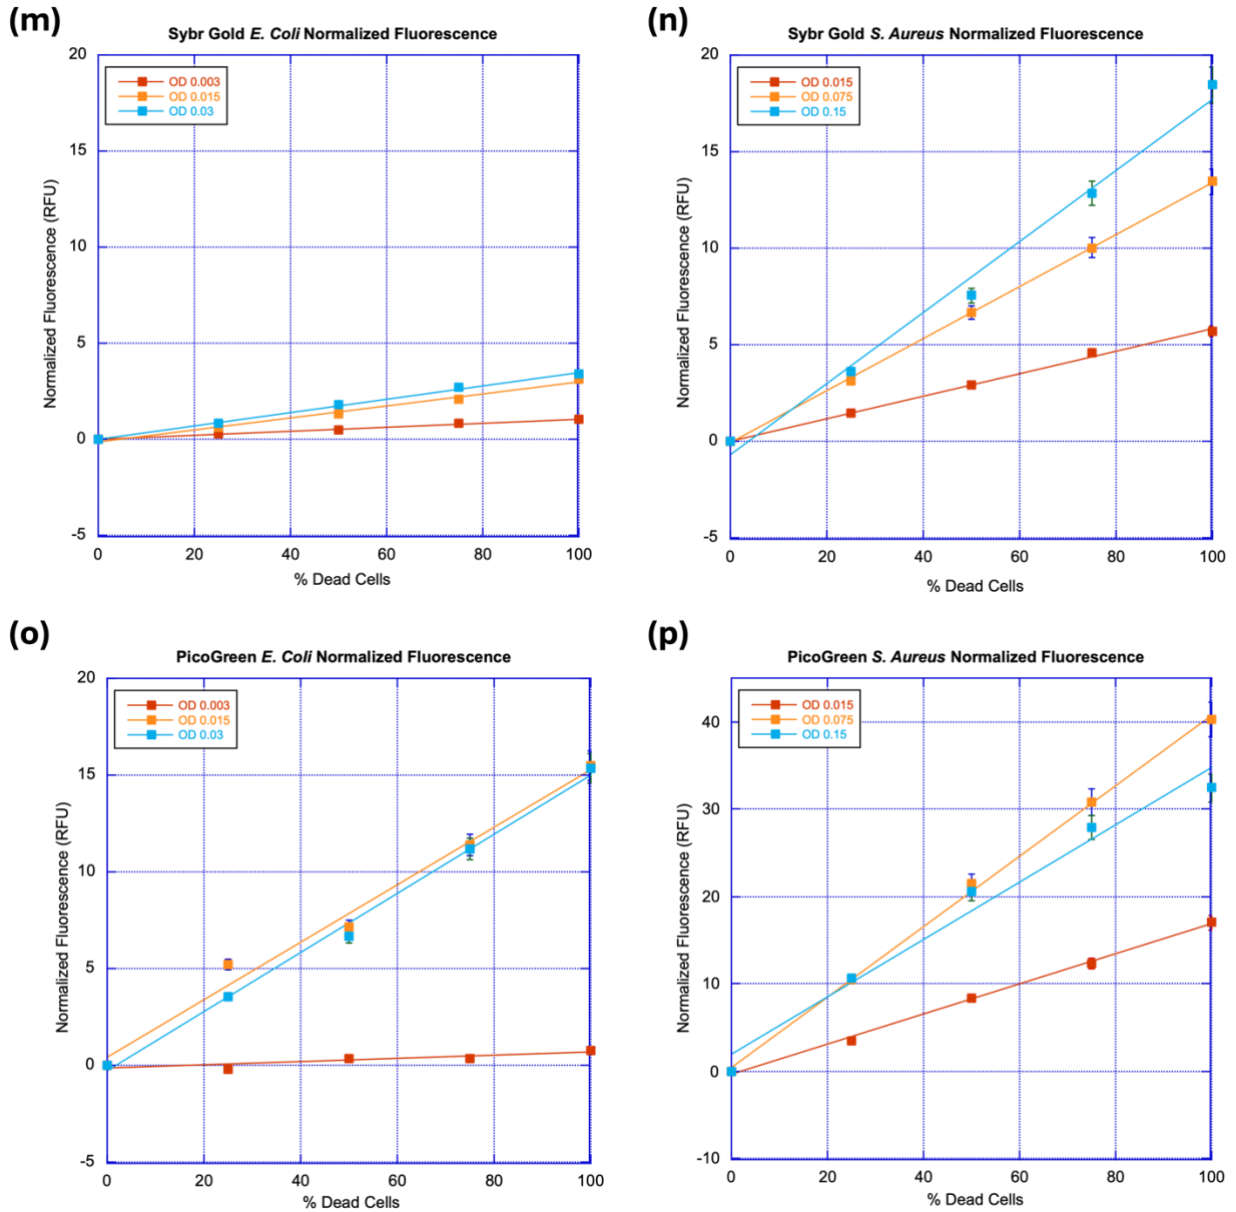 (m)
Sybr Gold E. Coli Normalized Fluorescence
20
15
10
5
0
-5
Normalized Fluorescence (RFU)
OD 0.003
OD 0.015
OD 0.03
0 20 40 60 80 100
% Dead Cells
(n)
Sybr Gold S. Aureus Normalized Fluorescence
20
15
10
5
0
-5
Normalized Fluorescence (RFU)
OD 0.015
OD 0.075
OD 0.15
0 20 40 60 80 100
% Dead Cells
(o)
PicoGreen E. Coli Normalized Fluorescence
20
15
10
5
0
-5
Normalized Fluorescence (RFU)
OD 0.003
OD 0.015
OD 0.03
0 20 40 60 80 100
% Dead Cells
(p)
PicoGreen S. Aureus Normalized Fluorescence
40
30
20
10
0
-10
Normalized Fluorescence (RFU)
OD 0.015
OD 0.075
OD 0.15
0 20 40 60 80 100
% Dead Cells